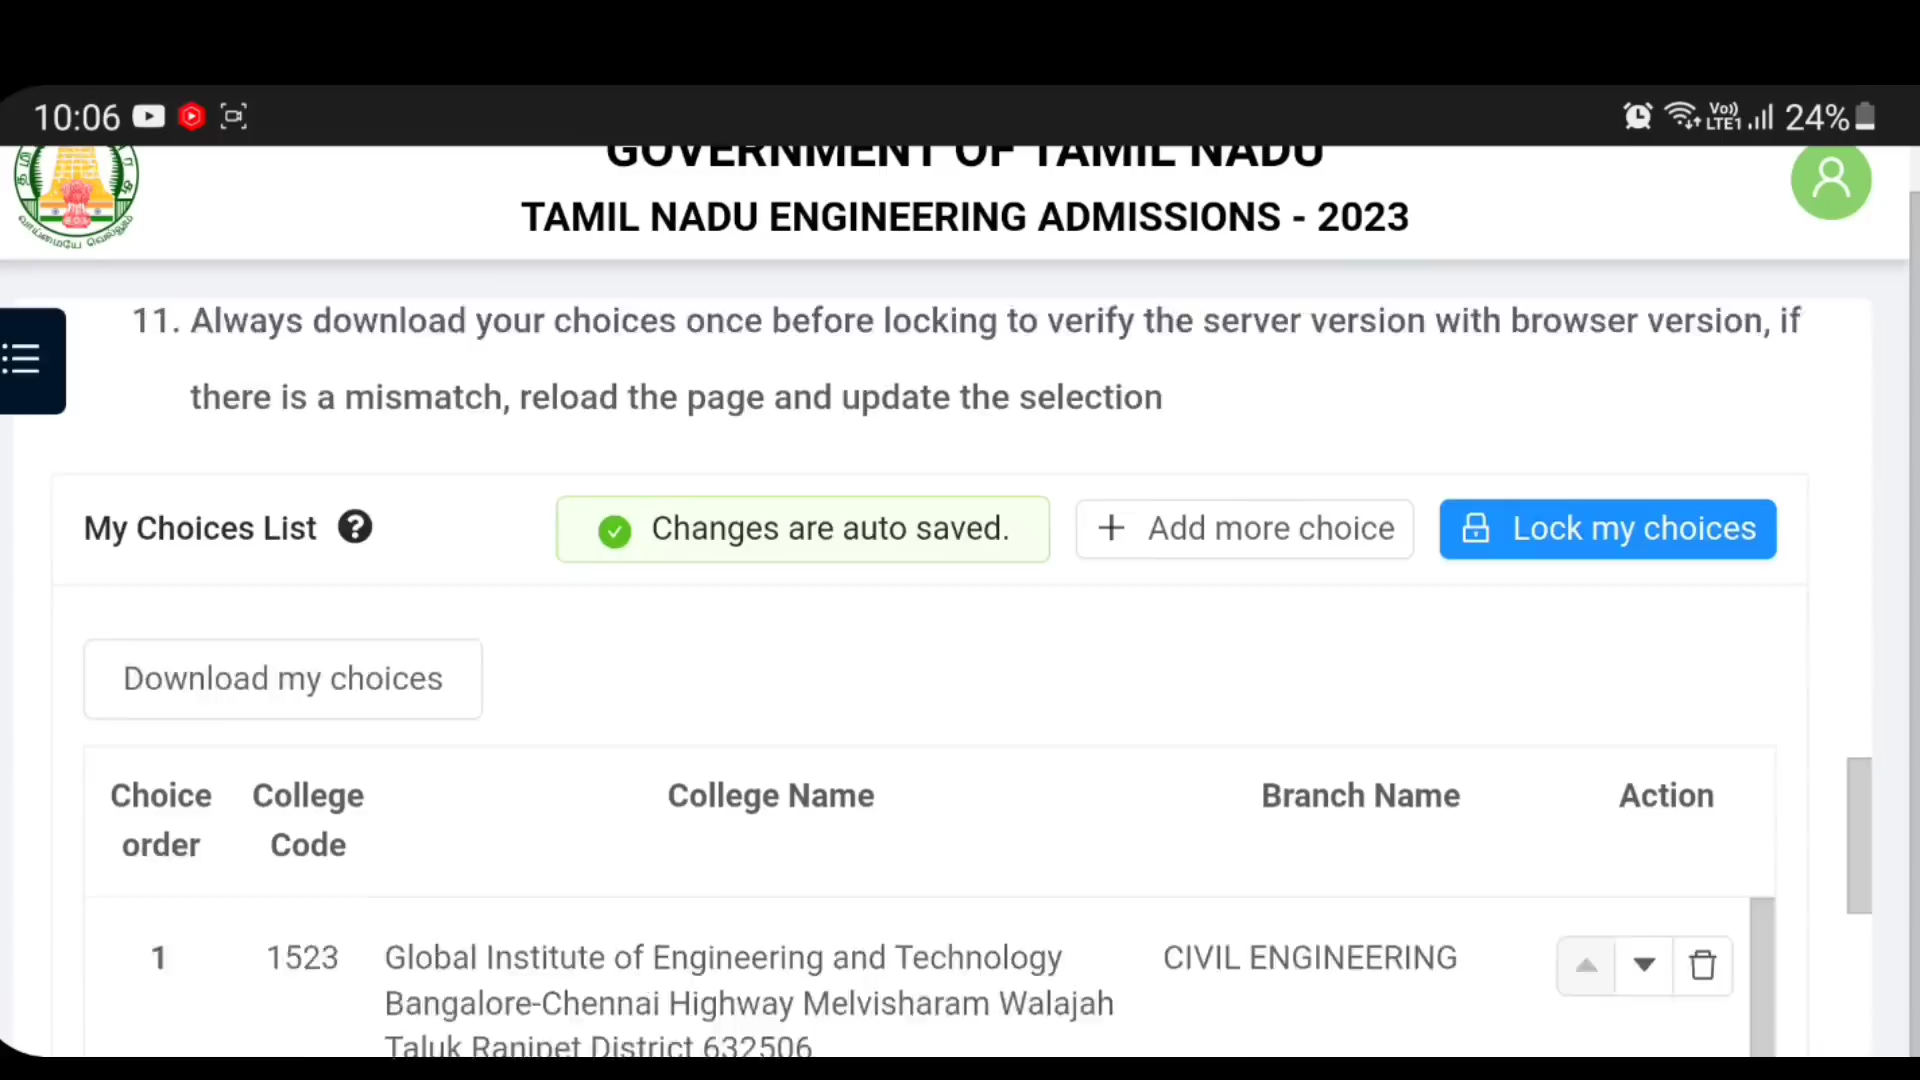 10:06
Vo))
LTE1
24%
GOVERNMENT OF TAMIL NADU
TAMIL NADU ENGINEERING ADMISSIONS - 2023
11. Always download your choices once before locking to verify the server version with browser version, if
there is a mismatch, reload the page and update the selection
My Choices List ?
Changes are auto saved.
+ Add more choice
Lock my choices
Download my choices
Choice order
College Code
College Name
Branch Name
Action
1
1523
Global Institute of Engineering and Technology
Bangalore-Chennai Highway Melvisharam Walajah
Taluk Ranipet District 632506
CIVIL ENGINEERING